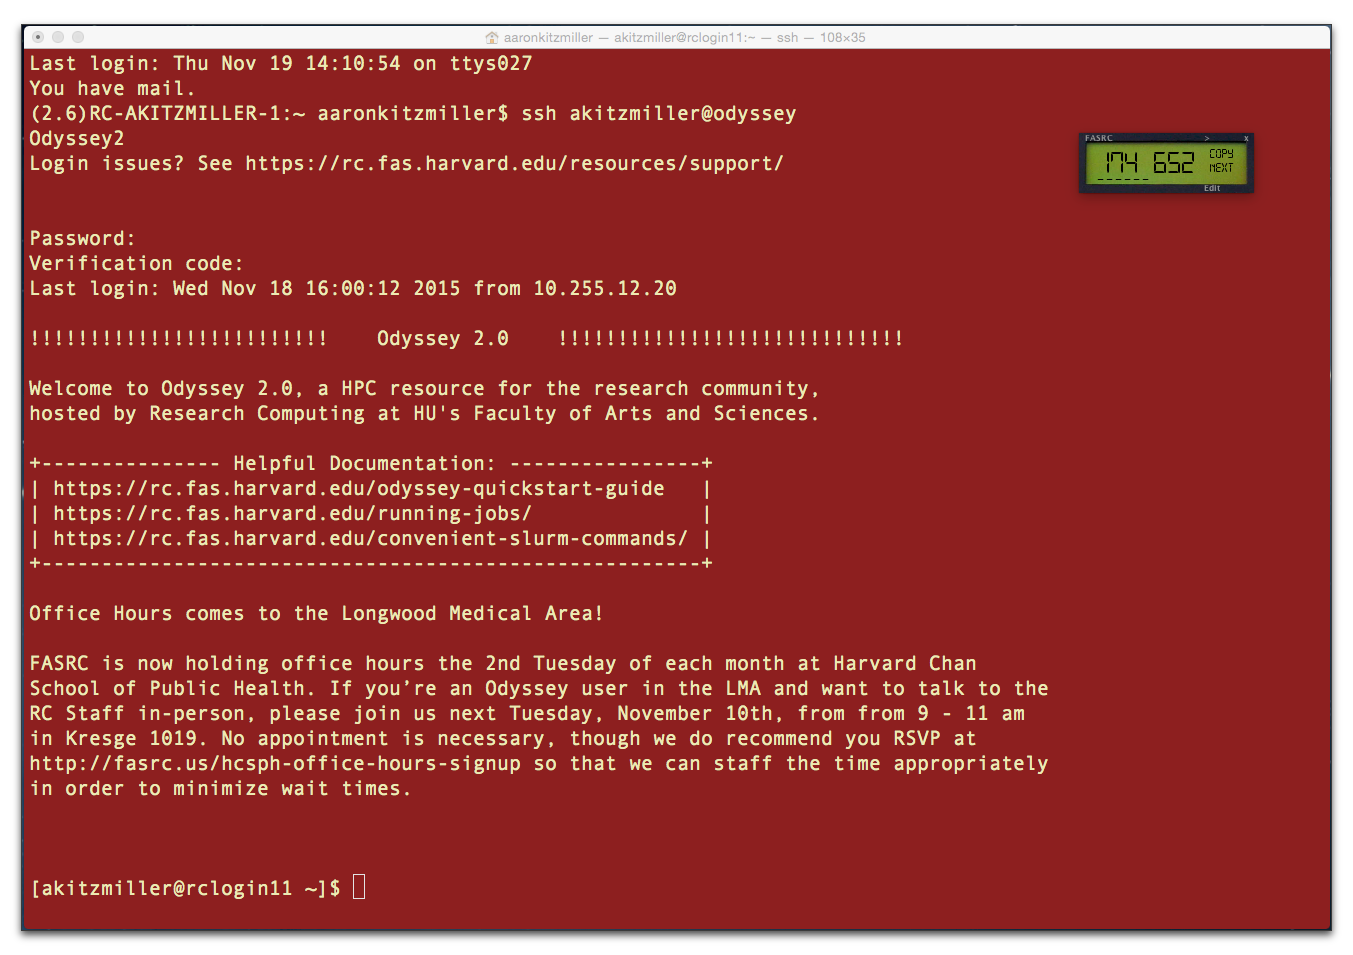 aaronkitzmiller — akitzmiller@rclogin11:~ — ssh — 108×35
Last login: Thu Nov 19 14:10:54 on ttys027
You have mail.
(2.6)RC-AKITZMILLER-1:~ aaronkitzmiller$ ssh akitzmiller@odyssey
Odyssey2
Login issues? See https://rc.fas.harvard.edu/resources/support/
FASRC > x
174 652 COPY
NEXT
Edit
Password:
Verification code:
Last login: Wed Nov 18 16:00:12 2015 from 10.255.12.20
!!!!!!!!!!!!!!!!!!!!!!!!!    Odyssey 2.0    !!!!!!!!!!!!!!!!!!!!!!!!!!!!!
Welcome to Odyssey 2.0, a HPC resource for the research community,
hosted by Research Computing at HU's Faculty of Arts and Sciences.
+--------------- Helpful Documentation: ----------------+
| https://rc.fas.harvard.edu/odyssey-quickstart-guide   |
| https://rc.fas.harvard.edu/running-jobs/              |
| https://rc.fas.harvard.edu/convenient-slurm-commands/ |
+-------------------------------------------------------+
Office Hours comes to the Longwood Medical Area!
FASRC is now holding office hours the 2nd Tuesday of each month at Harvard Chan
School of Public Health. If you’re an Odyssey user in the LMA and want to talk to the
RC Staff in-person, please join us next Tuesday, November 10th, from from 9 - 11 am
in Kresge 1019. No appointment is necessary, though we do recommend you RSVP at
http://fasrc.us/hcsph-office-hours-signup so that we can staff the time appropriately
in order to minimize wait times.
[akitzmiller@rclogin11 ~]$